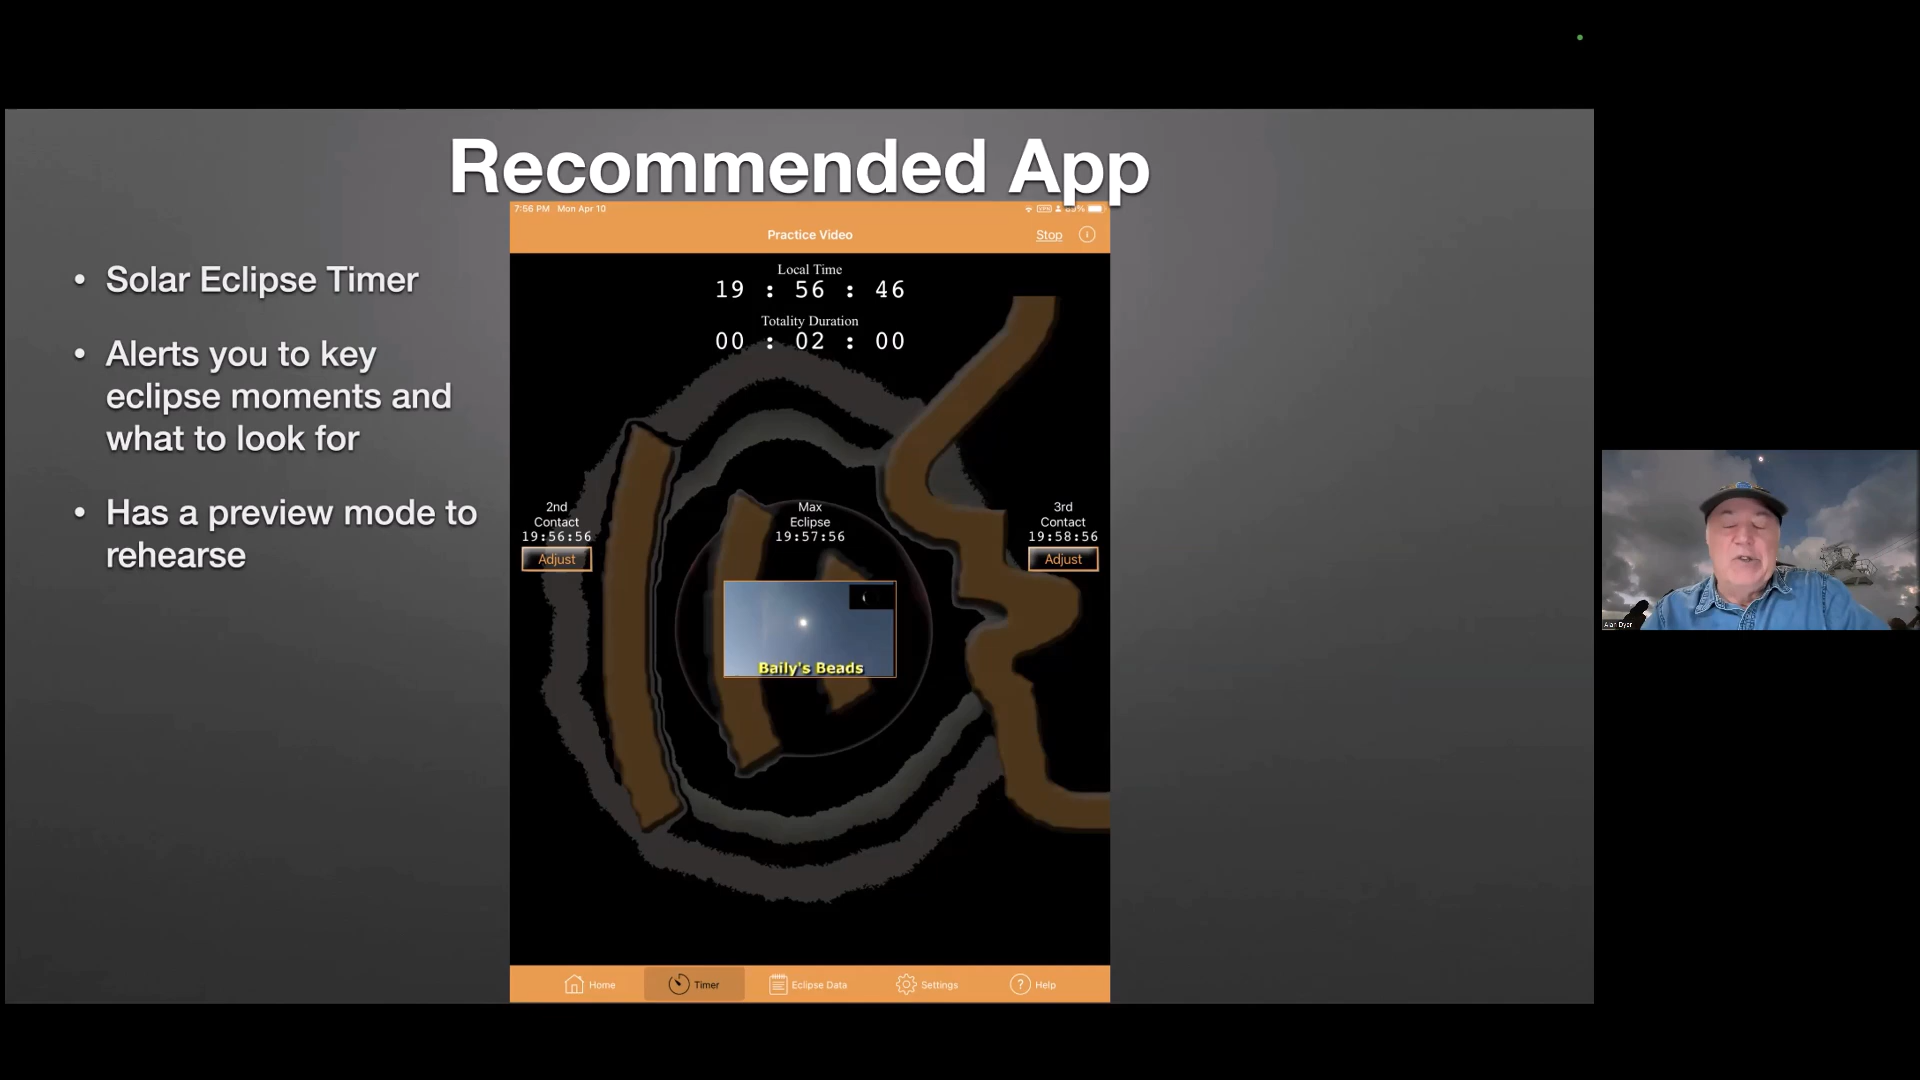 Recommended App
• Solar Eclipse Timer
• Alerts you to key
eclipse moments and
what to look for
• Has a preview mode to
rehearse
7:56 PM Mon Apr 10
VPN
Practice Video
Stop
i
Local Time
19 : 56 : 46
Totality Duration
00 : 02 : 00
2nd
Contact
19:56:56
Adjust
Max
Eclipse
19:57:56
3rd
Contact
19:58:56
Adjust
Baily's Beads
Home
Timer
Eclipse Data
Settings
? Help
Alan Dyer